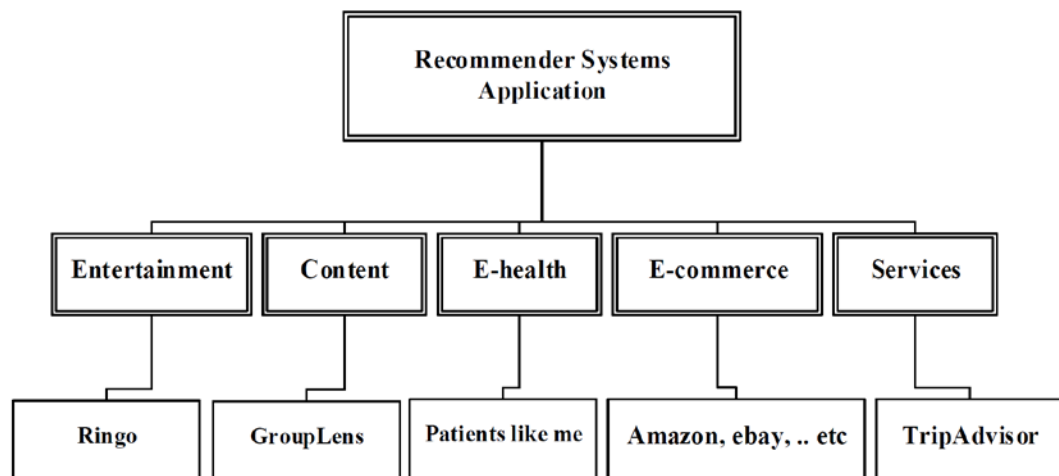 Recommender Systems
Application
Entertainment
Content
E-health
E-commerce
Services
Ringo
GroupLens
Patients like me
Amazon, ebay, .. etc
TripAdvisor